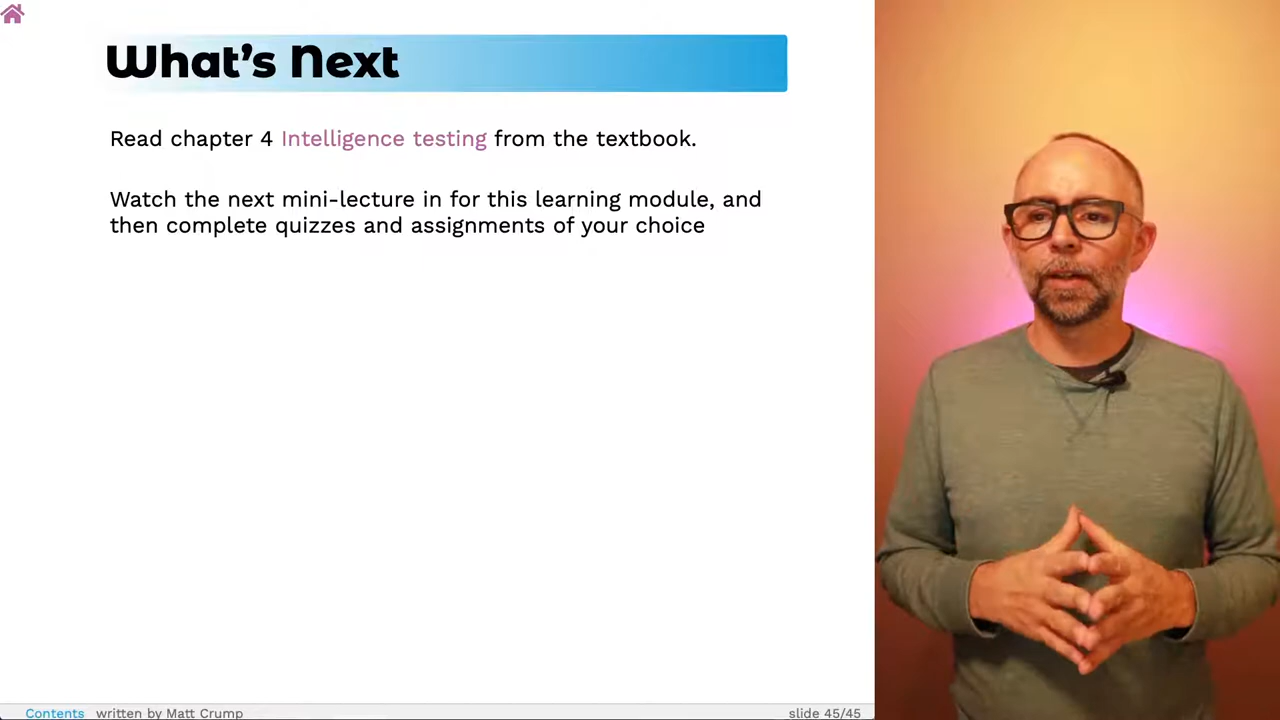 What's Next
Read chapter 4 Intelligence testing from the textbook.
Watch the next mini-lecture in for this learning module, and
then complete quizzes and assignments of your choice
Contents written by Matt Crump
slide 45/45